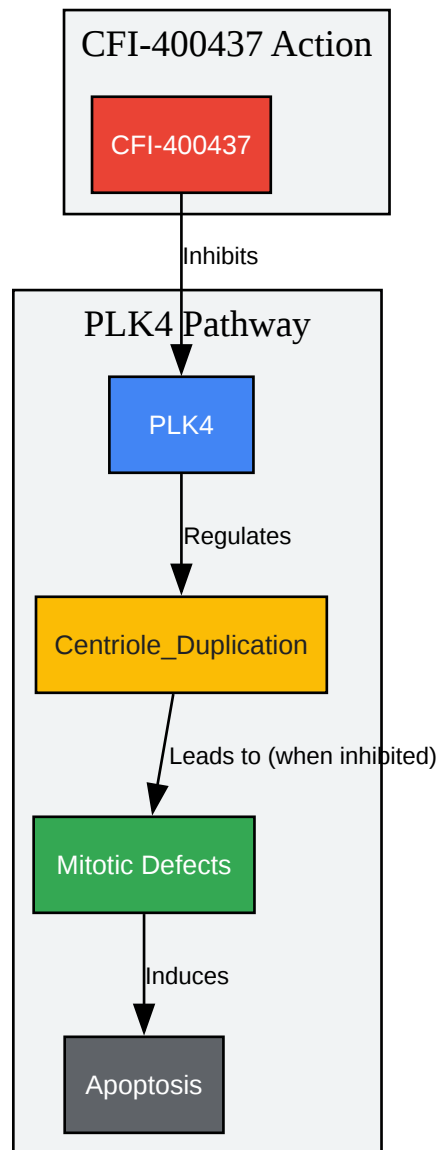 CFI-400437 Action
CFI-400437
Inhibits
PLK4 Pathway
PLK4
Regulates
Centriole_Duplication
Leads to (when inhibited)
Mitotic Defects
Induces
Apoptosis